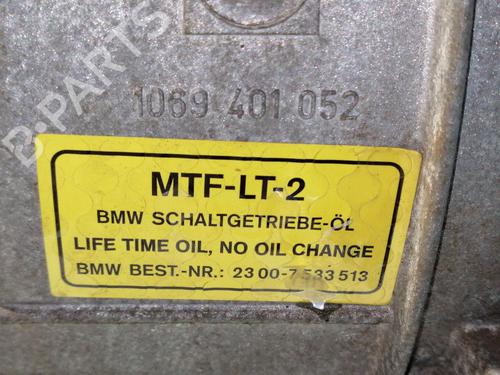 1069 401 052
MTF-LT-2
BMW SCHALTGETRIEBE-ÖL
LIFE TIME OIL, NO OIL CHANGE
BMW BEST.-NR.: 23 00-7 533 513
B-PARTS